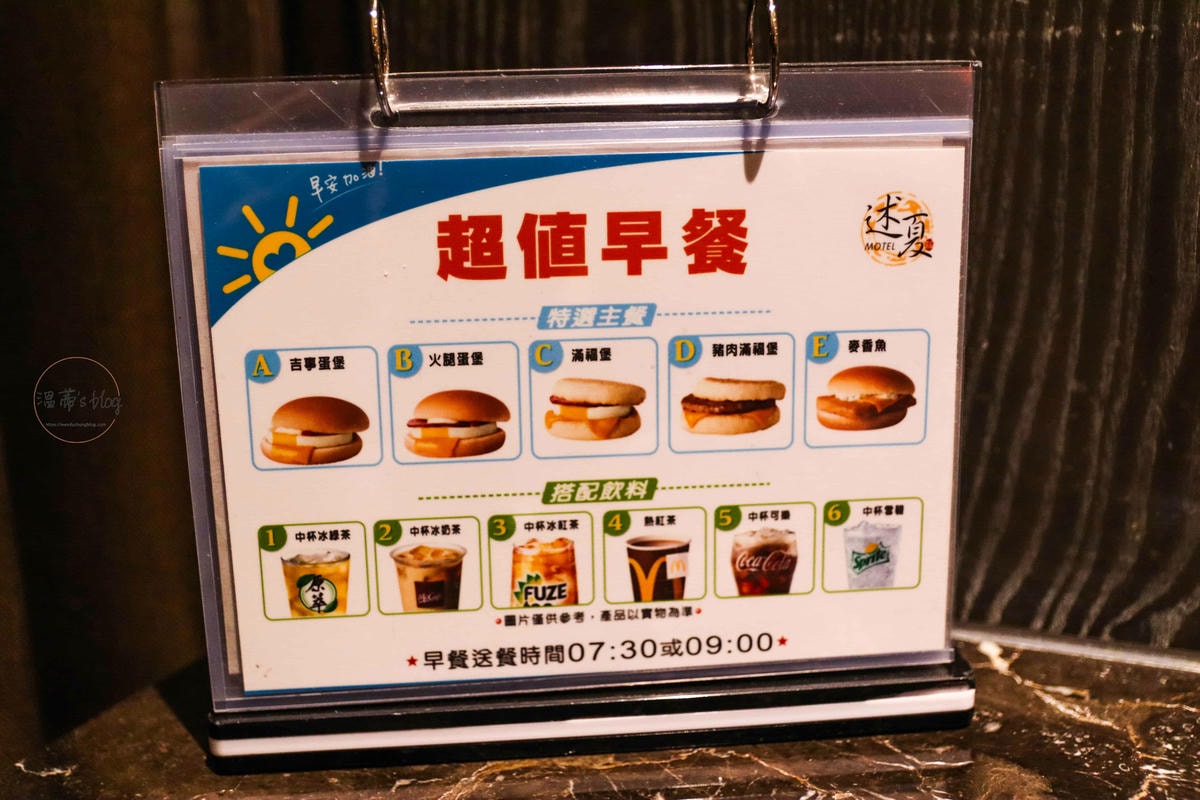 早安加油!
超值早餐
述夏
MOTEL
特選主餐
A 吉事蛋堡
B 火腿蛋堡
C 滿福堡
D 豬肉滿福堡
E 麥香魚
搭配飲料
1 中杯冰綠茶
2 中杯冰奶茶
3 中杯冰紅茶
4 熱紅茶
5 中杯可樂
6 中杯雪碧
原萃
McCafé
FUZE
Coca-Cola
Sprite
•圖片僅供參考,產品以實物為準•
★早餐送餐時間07:30或09:00★
溫蒂's blog